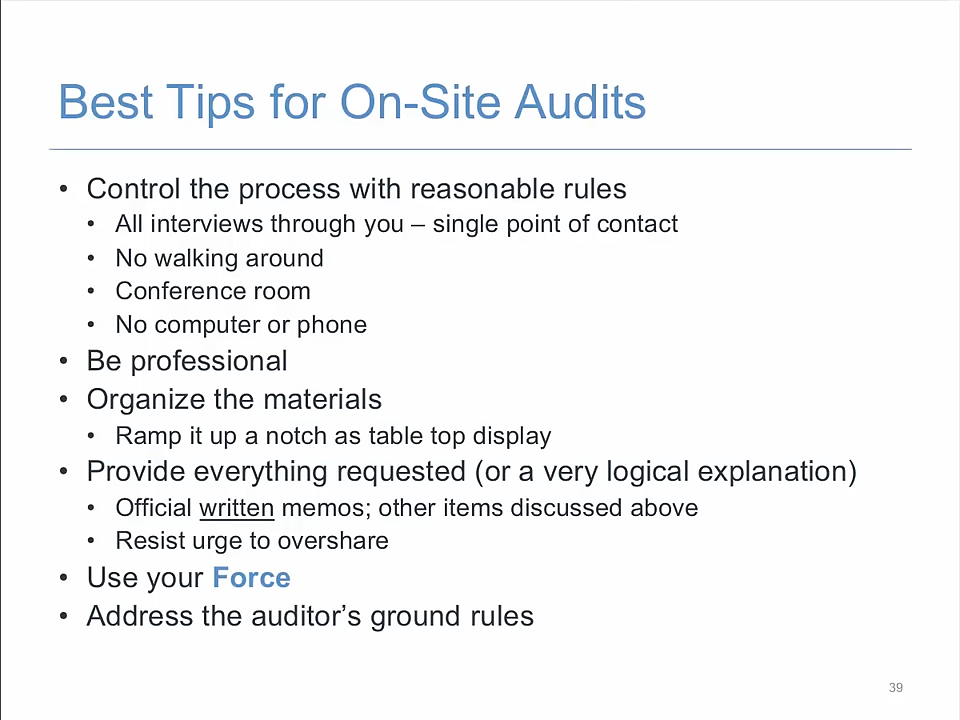 Best Tips for On-Site Audits
• Control the process with reasonable rules
• All interviews through you – single point of contact
• No walking around
• Conference room
• No computer or phone
• Be professional
• Organize the materials
• Ramp it up a notch as table top display
• Provide everything requested (or a very logical explanation)
• Official written memos; other items discussed above
• Resist urge to overshare
• Use your Force
• Address the auditor’s ground rules
39